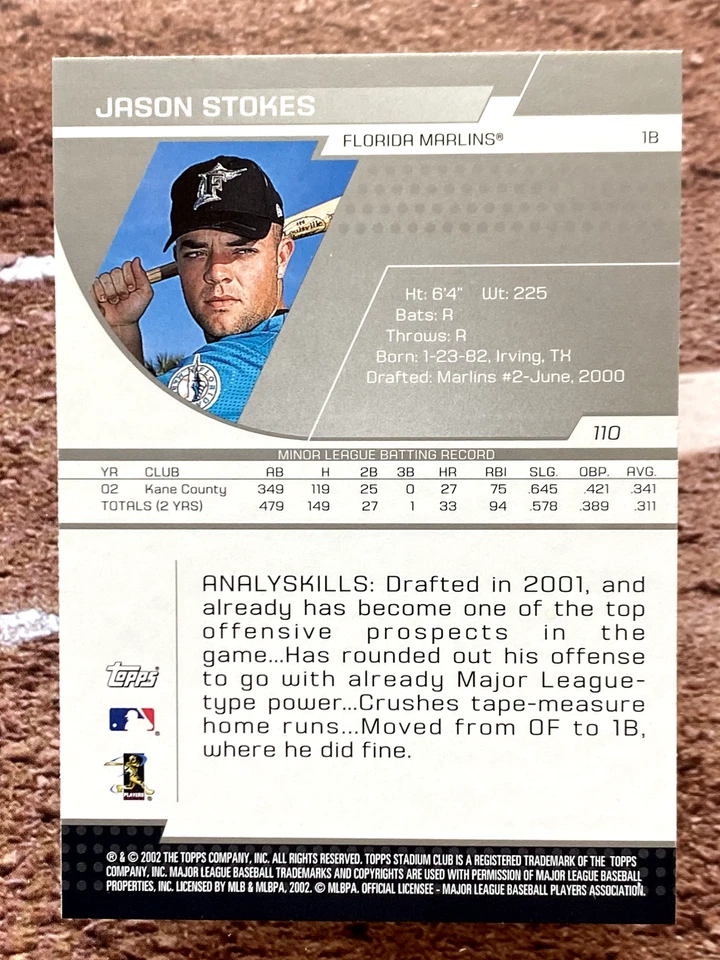 JASON STOKES
FLORIDA MARLINS® 1B
F
Louisville
Ht: 6'4" Wt: 225
Bats: R
Throws: R
Born: 1-23-82, Irving, TX
Drafted: Marlins #2-June, 2000
110
MINOR LEAGUE BATTING RECORD
YR CLUB AB H 2B 3B HR RBI SLG. OBP. AVG.
02 Kane County 349 119 25 0 27 75 .645 .421 .341
TOTALS (2 YRS) 479 149 27 1 33 94 .578 .389 .311
ANALYSKILLS: Drafted in 2001, and
already has become one of the top
offensive prospects in the
game...Has rounded out his offense
to go with already Major League-
type power...Crushes tape-measure
home runs...Moved from OF to 1B,
where he did fine.
Topps®
PLAYERS
® & © 2002 THE TOPPS COMPANY, INC. ALL RIGHTS RESERVED. TOPPS STADIUM CLUB IS A REGISTERED TRADEMARK OF THE TOPPS
COMPANY, INC. MAJOR LEAGUE BASEBALL TRADEMARKS AND COPYRIGHTS ARE USED WITH PERMISSION OF MAJOR LEAGUE BASEBALL
PROPERTIES, INC. LICENSED BY MLB & MLBPA, 2002. © MLBPA. OFFICIAL LICENSEE - MAJOR LEAGUE BASEBALL PLAYERS ASSOCIATION.